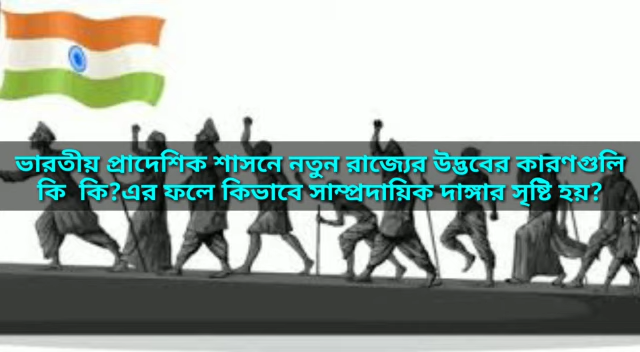 ভারতীয় প্রাদেশিক শাসনে নতুন রাজ্যের উদ্ভবের কারণগুলি
কি কি?এর ফলে কিভাবে সাম্প্রদায়িক দাঙ্গার সৃষ্টি হয়?